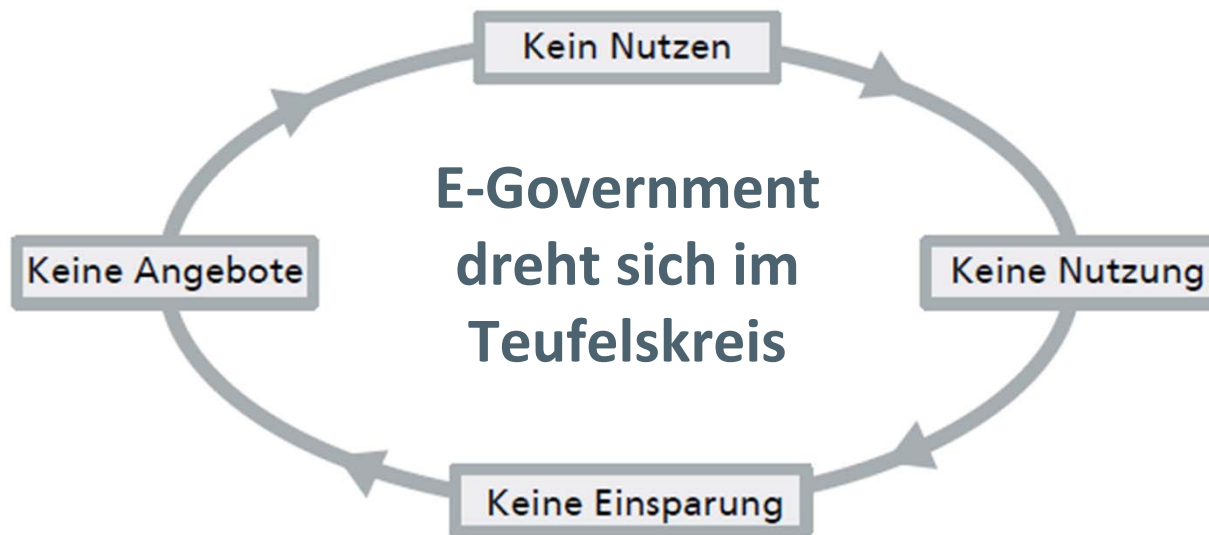 Kein Nutzen
E-Government
dreht sich im
Teufelskreis
Keine Angebote
Keine Nutzung
Keine Einsparung